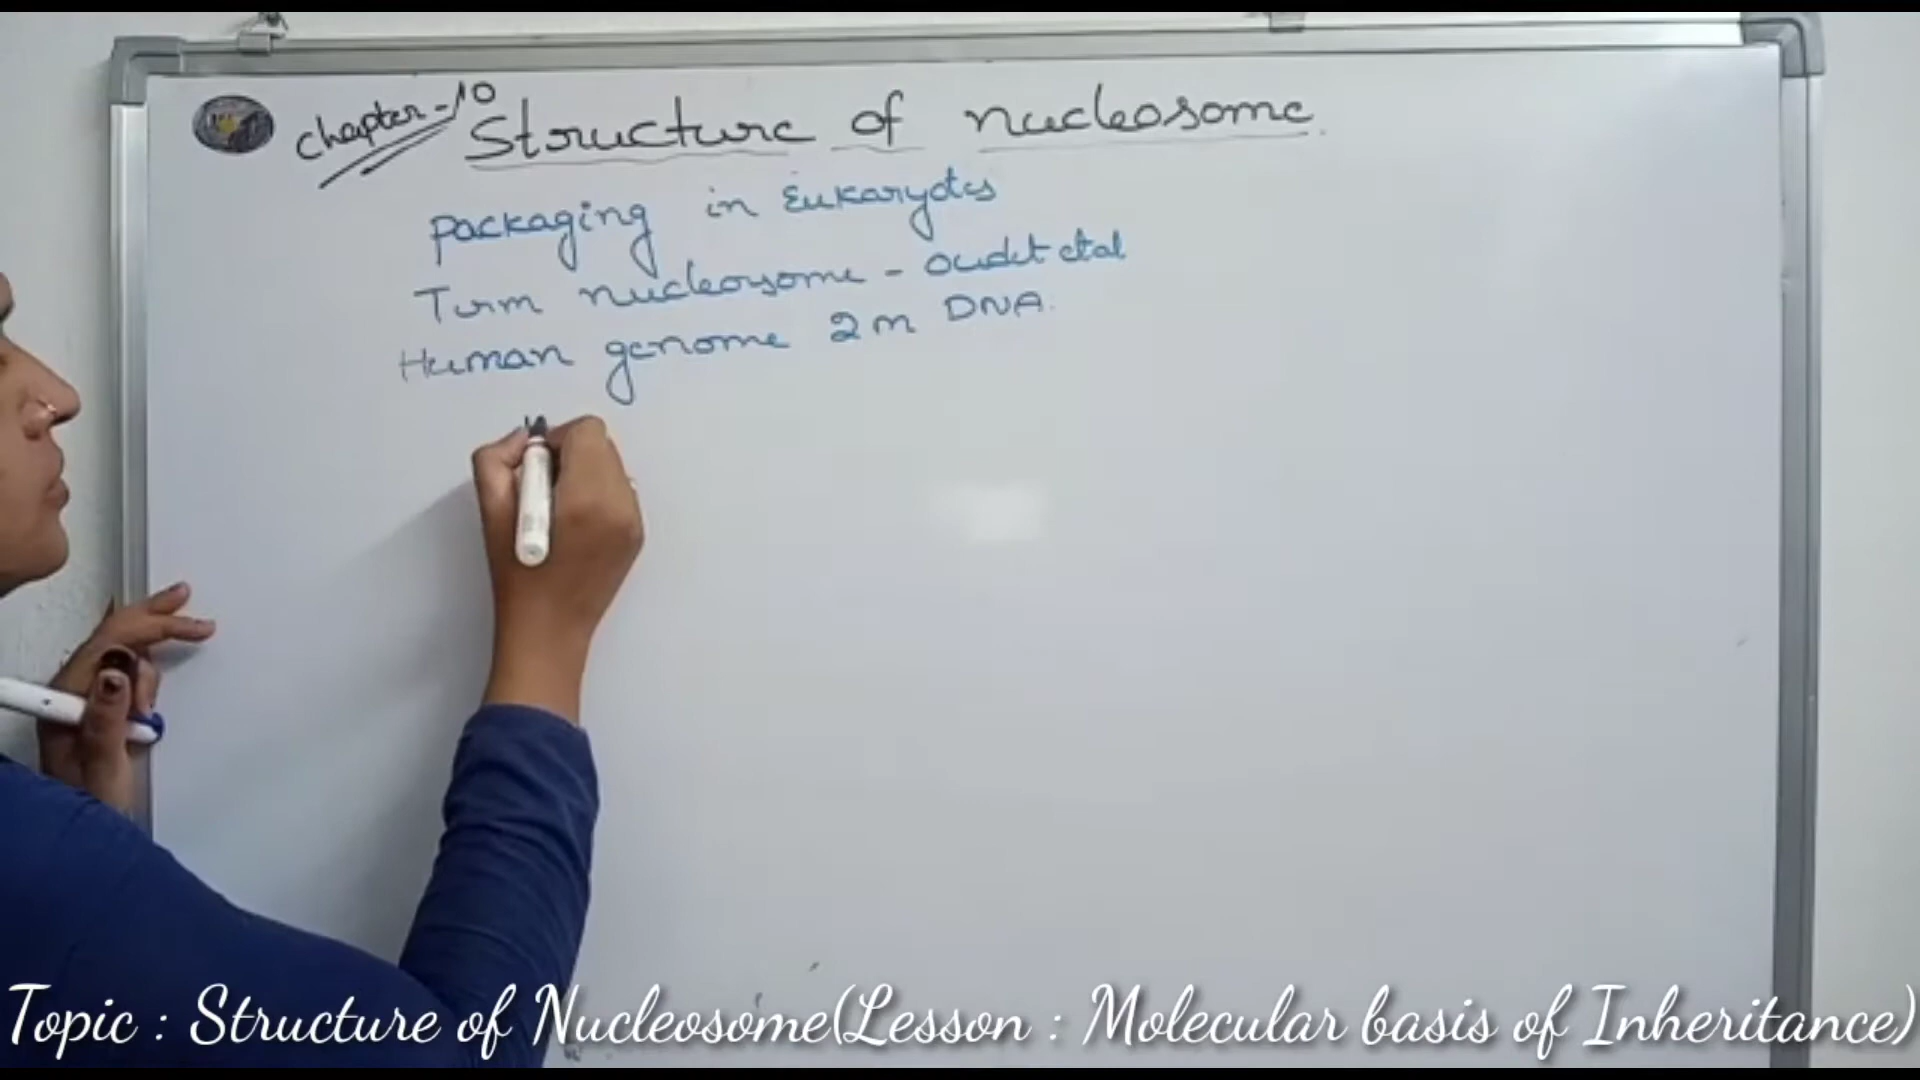 Chapter-10 Structure of nucleosome.
Packaging in Eukaryotes
Term nucleosome - Oudet etal
Human genome 2m DNA.
Topic : Structure of Nucleosome(Lesson : Molecular basis of Inheritance)